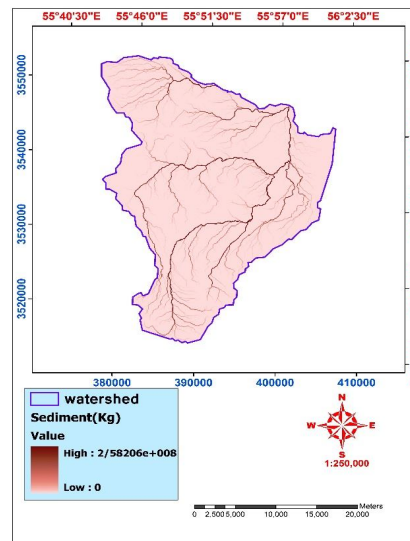 55°40'30"E 55°46'0"E 55°51'30"E 55°57'0"E 56°2'30"E
3550000
3540000
3530000
3520000
380000 390000 400000 410000
watershed
Sediment(Kg)
Value
High : 2/58206e+008
Low : 0
N
W E
S
1:250,000
Meters
0 2,500 5,000 10,000 15,000 20,000